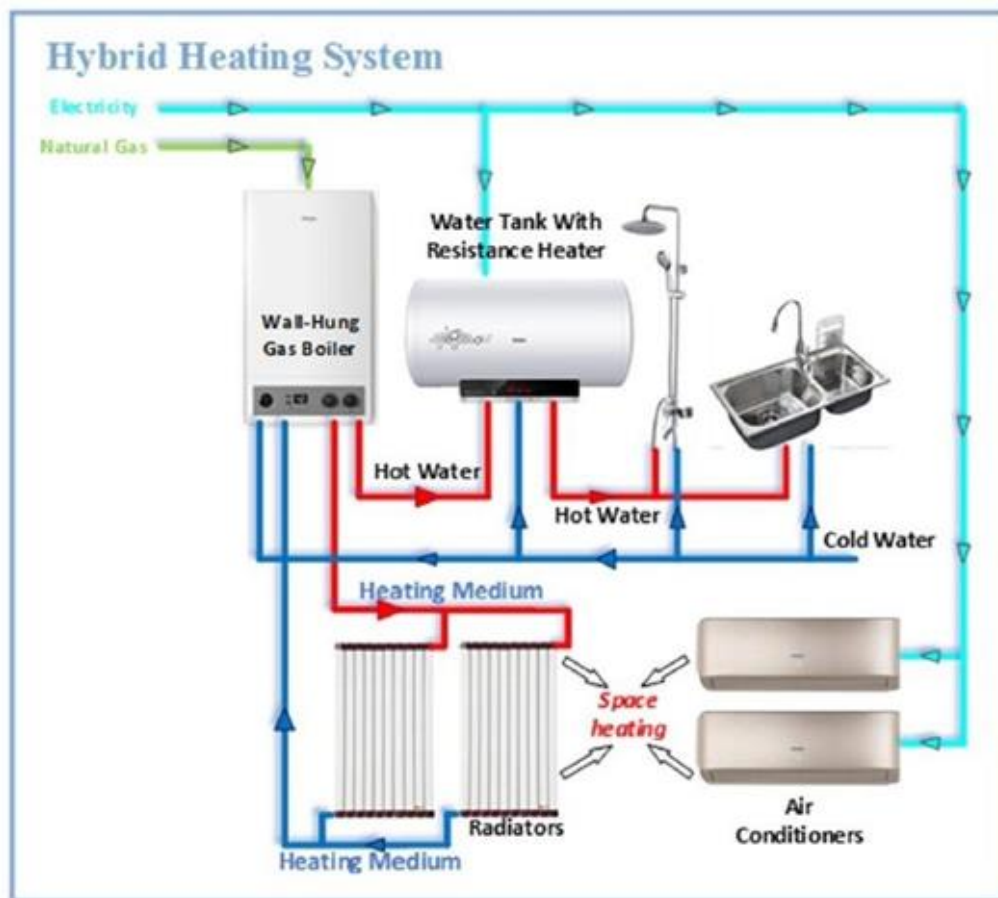 Hybrid Heating System
Electricity
Natural Gas
Water Tank With
Resistance Heater
Wall-Hung
Gas Boiler
Hot Water
Hot Water
Cold Water
Heating Medium
Space
heating
Radiators
Air
Conditioners
Heating Medium